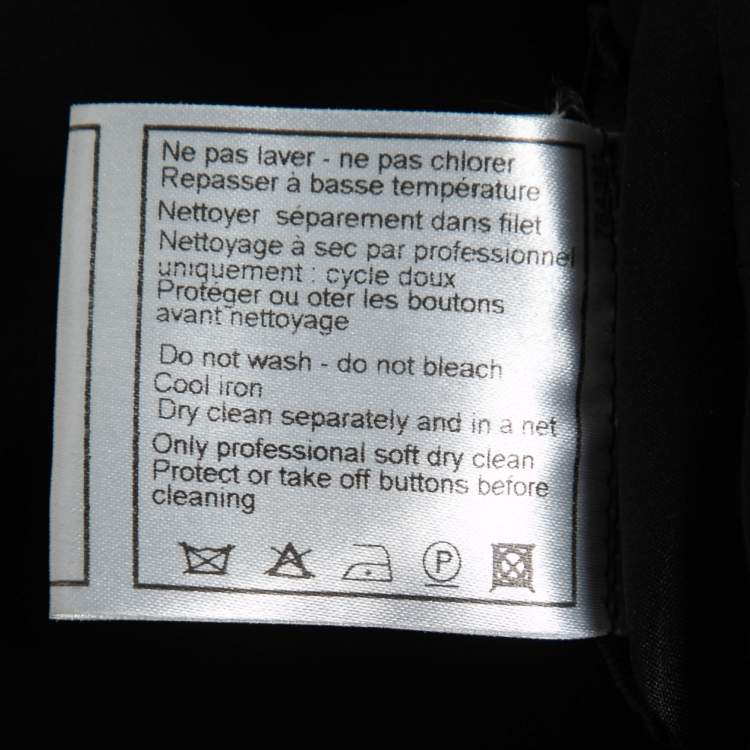 Ne pas laver - ne pas chlorer
Repasser à basse température
Nettoyer séparement dans filet
Nettoyage à sec par professionnel
uniquement : cycle doux
Protéger ou oter les boutons
avant nettoyage
Do not wash - do not bleach
Cool iron
Dry clean separately and in a net
Only professional soft dry clean
Protect or take off buttons before
cleaning
P